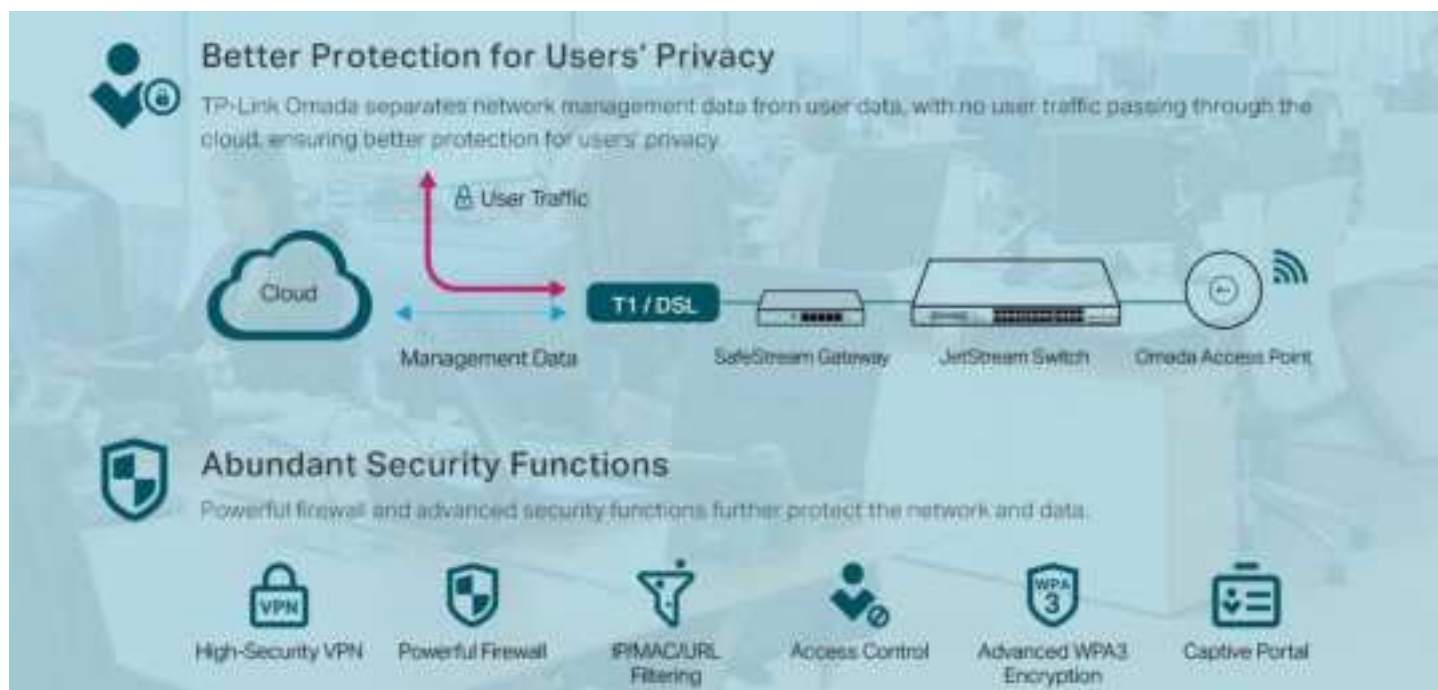 Better Protection for Users' Privacy
TP-Link Omada separates network management data from user data, with no user traffic passing through the
cloud, ensuring better protection for users' privacy.
User Traffic
Cloud
T1 / DSL
Management Data
SafeStream Gateway
JetStream Switch
Omada Access Point
Abundant Security Functions
Powerful firewall and advanced security functions further protect the network and data.
VPN
WPA
3
High-Security VPN
Powerful Firewall
IP/MAC/URL
Filtering
Access Control
Advanced WPA3
Encryption
Captive Portal